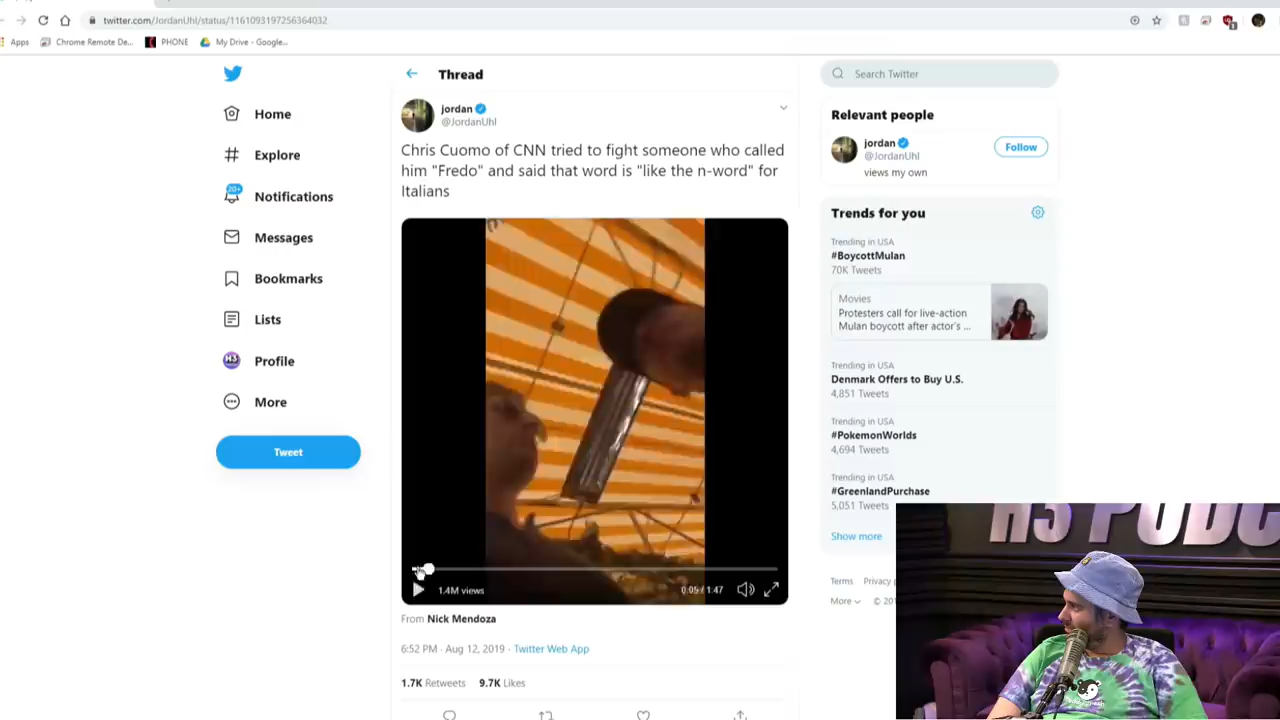 twitter.com/JordanUhl/status/1161093197256364032
Apps
Chrome Remote De...
PHONE
My Drive - Google...
Thread
Search Twitter
jordan
@JordanUhl
Chris Cuomo of CNN tried to fight someone who called
him "Fredo" and said that word is "like the n-word" for
Italians
Home
Explore
20+
Notifications
Messages
Bookmarks
Lists
H3
Profile
More
Tweet
1.4M views
0:05 / 1:47
From Nick Mendoza
6:52 PM · Aug 12, 2019 · Twitter Web App
1.7K Retweets 9.7K Likes
Relevant people
jordan
@JordanUhl
Follow
views my own
Trends for you
Trending in USA
#BoycottMulan
70K Tweets
Movies
Protesters call for live-action
Mulan boycott after actor's ...
Trending in USA
Denmark Offers to Buy U.S.
4,851 Tweets
Trending in USA
#PokemonWorlds
4,694 Tweets
Trending in USA
#GreenlandPurchase
5,051 Tweets
Show more
Terms Privacy
More © 201
H3 PODC